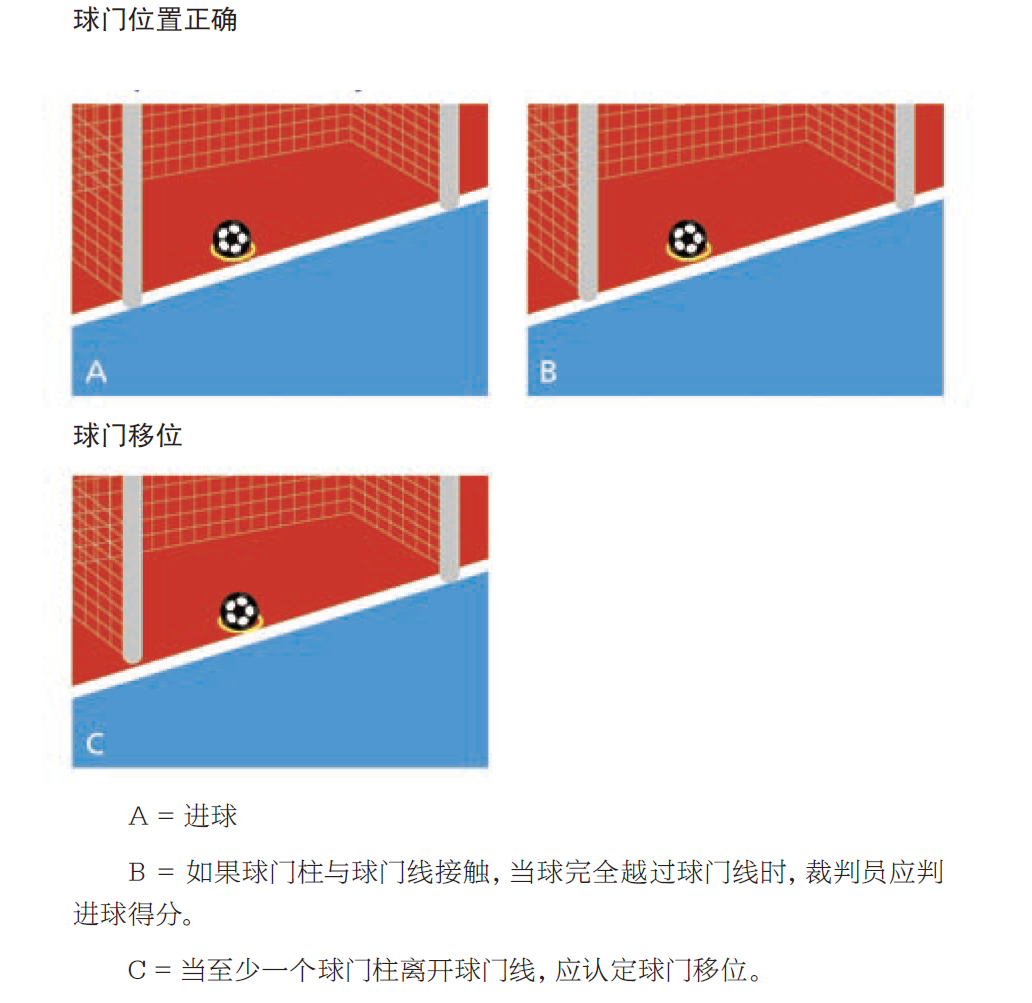 球门位置正确
A
B
球门移位
C
A = 进球
B = 如果球门柱与球门线接触，当球完全越过球门线时，裁判员应判
进球得分。
C = 当至少一个球门柱离开球门线，应认定球门移位。